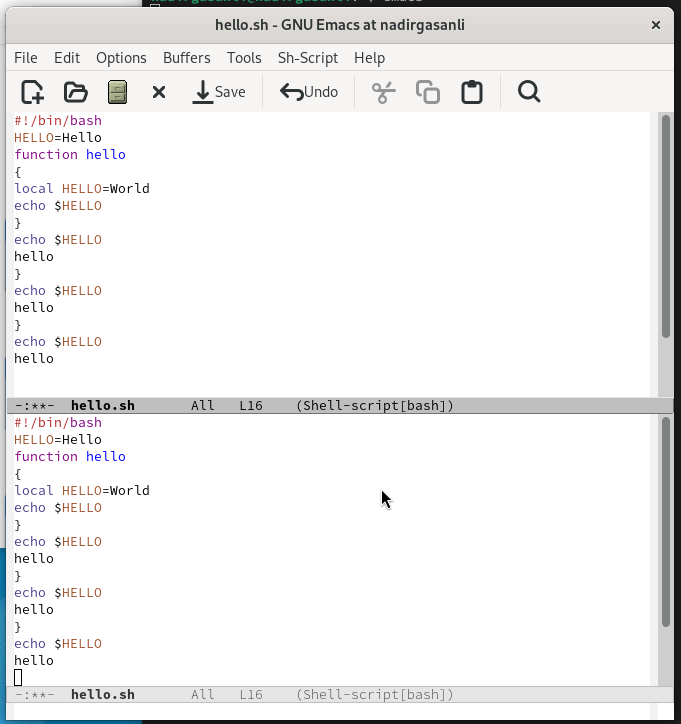 hello.sh - GNU Emacs at nadirgasanli
File Edit Options Buffers Tools Sh-Script Help
Save Undo
#!/bin/bash
HELLO=Hello
function hello
{
local HELLO=World
echo $HELLO
}
echo $HELLO
hello
}
echo $HELLO
hello
}
echo $HELLO
hello
-:**- hello.sh All L16 (Shell-script[bash])
#!/bin/bash
HELLO=Hello
function hello
{
local HELLO=World
echo $HELLO
}
echo $HELLO
hello
}
echo $HELLO
hello
}
echo $HELLO
hello
-:**- hello.sh All L16 (Shell-script[bash])